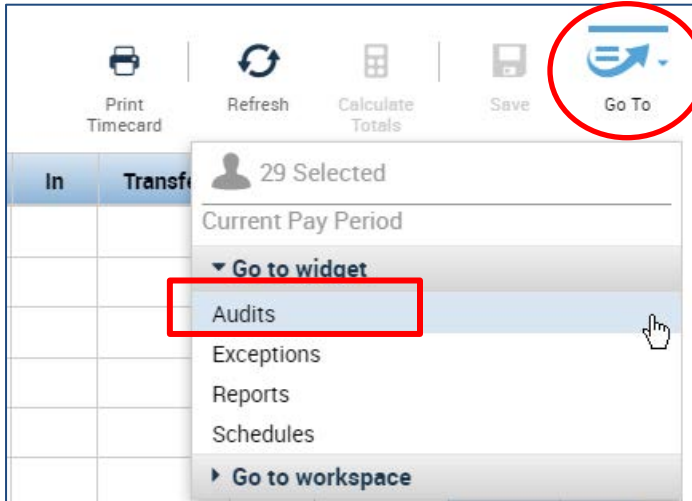 Print
Timecard
Refresh
Calculate
Totals
Save
Go To
In
29 Selected
Current Pay Period
Go to widget
Audits
Exceptions
Reports
Schedules
Go to workspace